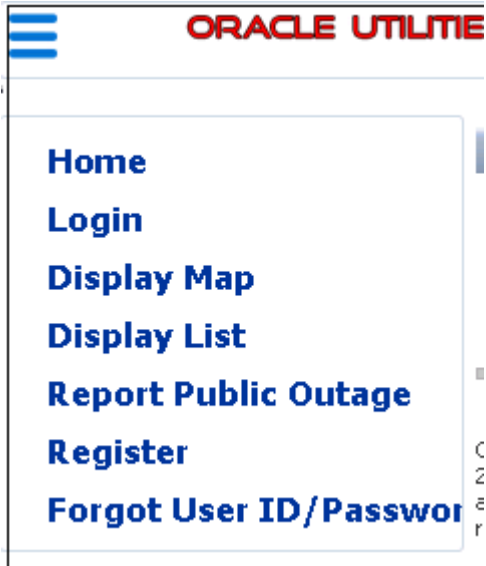 ORACLE UTILITIE
Home
Login
Display Map
Display List
Report Public Outage
Register
Forgot User ID/Passwor